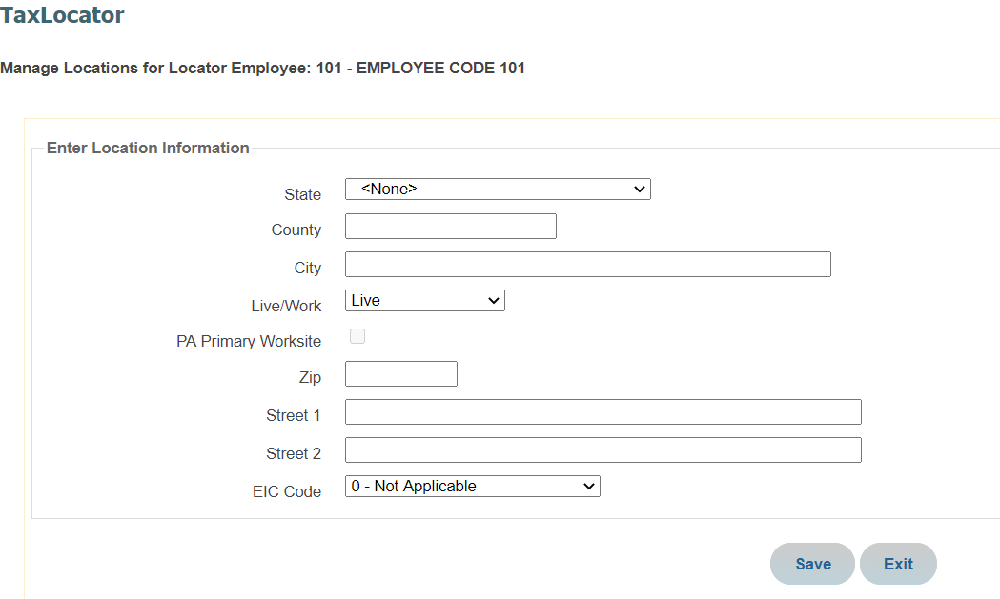 TaxLocator
Manage Locations for Locator Employee: 101 - EMPLOYEE CODE 101
Enter Location Information
State - <None>
County
City
Live/Work Live
PA Primary Worksite
Zip
Street 1
Street 2
EIC Code 0 - Not Applicable
Save Exit